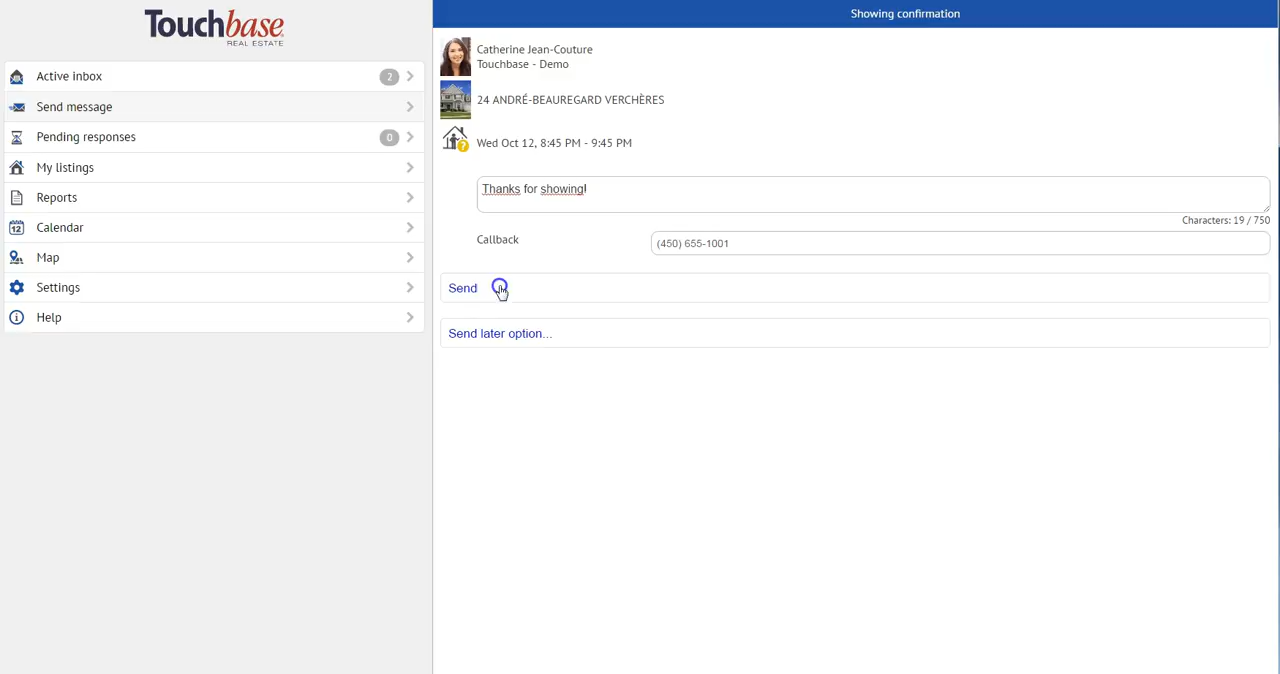 Touchbase
REAL ESTATE
Active inbox 2
Send message
Pending responses 0
My listings
Reports
12 Calendar
Map
Settings
Help
Showing confirmation
Catherine Jean-Couture
Touchbase - Demo
24 ANDRÉ-BEAUREGARD VERCHÈRES
? Wed Oct 12, 8:45 PM - 9:45 PM
Thanks for showing!
Characters: 19 / 750
Callback (450) 655-1001
Send
Send later option...